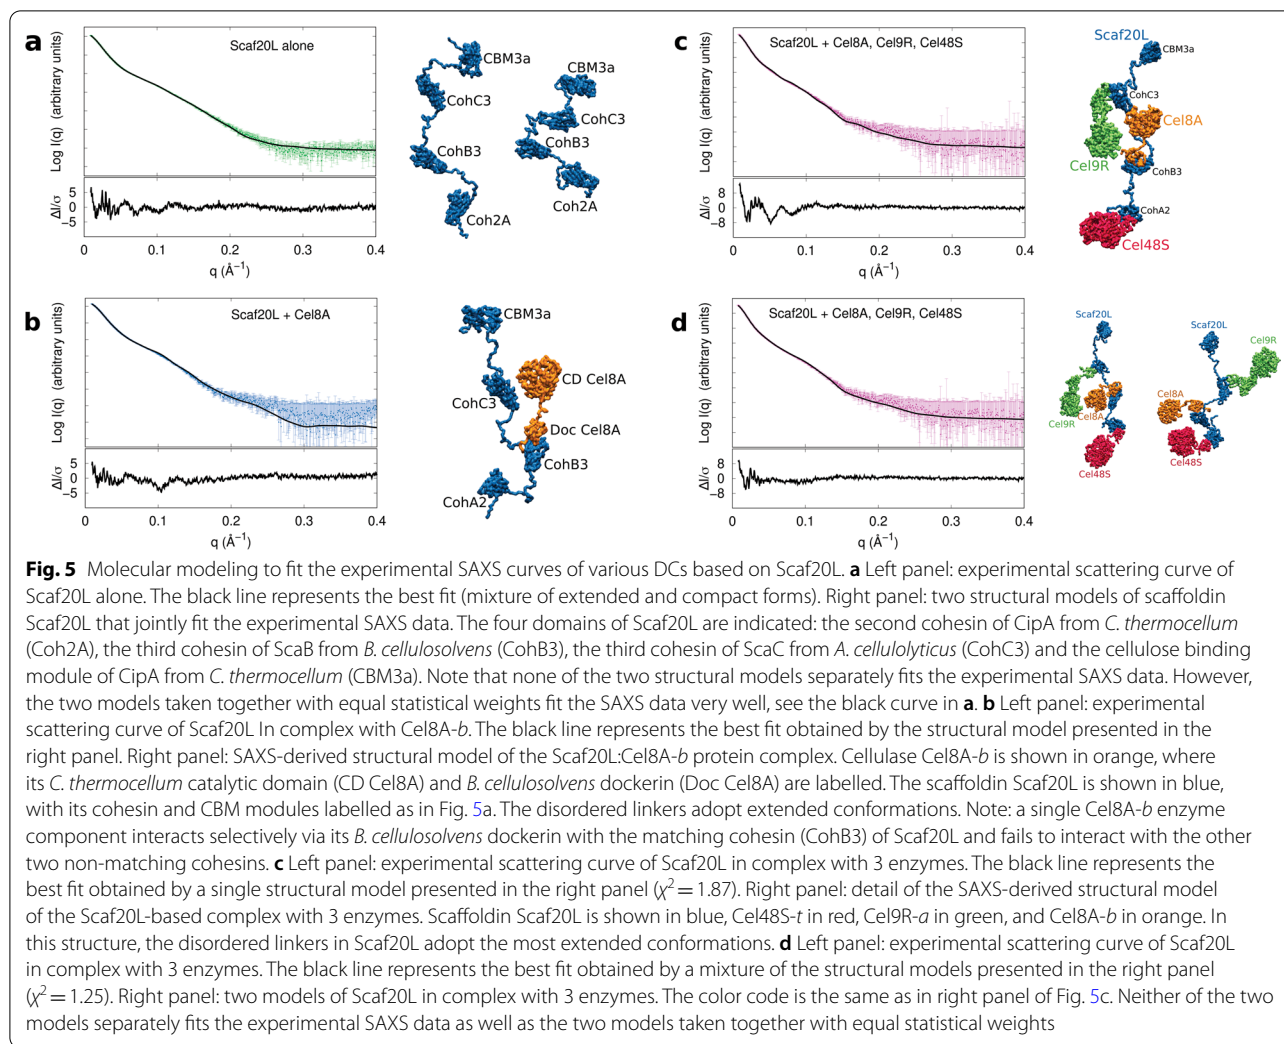 a
Scaf20L alone
Log I(q) (arbitrary units)
ΔI/σ
5
0
−5
0
0.1
0.2
0.3
0.4
q (Å⁻¹)
CBM3a
CohC3
CohB3
Coh2A
CBM3a
CohC3
CohB3
Coh2A
c
Scaf20L + Cel8A, Cel9R, Cel48S
Log I(q) (arbitrary units)
ΔI/σ
8
0
−8
0
0.1
0.2
0.3
0.4
q (Å⁻¹)
Scaf20L
CBM3a
CohC3
Cel8A
Cel9R
CohB3
CohA2
Cel48S
b
Scaf20L + Cel8A
Log I(q) (arbitrary units)
ΔI/σ
5
0
−5
0
0.1
0.2
0.3
0.4
q (Å⁻¹)
CBM3a
CD Cel8A
CohC3
Doc Cel8A
CohB3
CohA2
d
Scaf20L + Cel8A, Cel9R, Cel48S
Log I(q) (arbitrary units)
ΔI/σ
8
0
−8
0
0.1
0.2
0.3
0.4
q (Å⁻¹)
Scaf20L
Cel8A
Cel9R
Cel48S
Scaf20L
Cel9R
Cel8A
Cel48S
Fig. 5 Molecular modeling to fit the experimental SAXS curves of various DCs based on Scaf20L. a Left panel: experimental scattering curve of
Scaf20L alone. The black line represents the best fit (mixture of extended and compact forms). Right panel: two structural models of scaffoldin
Scaf20L that jointly fit the experimental SAXS data. The four domains of Scaf20L are indicated: the second cohesin of CipA from C. thermocellum
(Coh2A), the third cohesin of ScaB from B. cellulosolvens (CohB3), the third cohesin of ScaC from A. cellulolyticus (CohC3) and the cellulose binding
module of CipA from C. thermocellum (CBM3a). Note that none of the two structural models separately fits the experimental SAXS data. However,
the two models taken together with equal statistical weights fit the SAXS data very well, see the black curve in a. b Left panel: experimental
scattering curve of Scaf20L In complex with Cel8A-b. The black line represents the best fit obtained by the structural model presented in the
right panel. Right panel: SAXS-derived structural model of the Scaf20L:Cel8A-b protein complex. Cellulase Cel8A-b is shown in orange, where
its C. thermocellum catalytic domain (CD Cel8A) and B. cellulosolvens dockerin (Doc Cel8A) are labelled. The scaffoldin Scaf20L is shown in blue,
with its cohesin and CBM modules labelled as in Fig. 5a. The disordered linkers adopt extended conformations. Note: a single Cel8A-b enzyme
component interacts selectively via its B. cellulosolvens dockerin with the matching cohesin (CohB3) of Scaf20L and fails to interact with the other
two non-matching cohesins. c Left panel: experimental scattering curve of Scaf20L in complex with 3 enzymes. The black line represents the
best fit obtained by a single structural model presented in the right panel (χ² = 1.87). Right panel: detail of the SAXS-derived structural model
of the Scaf20L-based complex with 3 enzymes. Scaffoldin Scaf20L is shown in blue, Cel48S-t in red, Cel9R-a in green, and Cel8A-b in orange. In
this structure, the disordered linkers in Scaf20L adopt the most extended conformations. d Left panel: experimental scattering curve of Scaf20L
in complex with 3 enzymes. The black line represents the best fit obtained by a mixture of the structural models presented in the right panel
(χ² = 1.25). Right panel: two models of Scaf20L in complex with 3 enzymes. The color code is the same as in right panel of Fig. 5c. Neither of the two
models separately fits the experimental SAXS data as well as the two models taken together with equal statistical weights